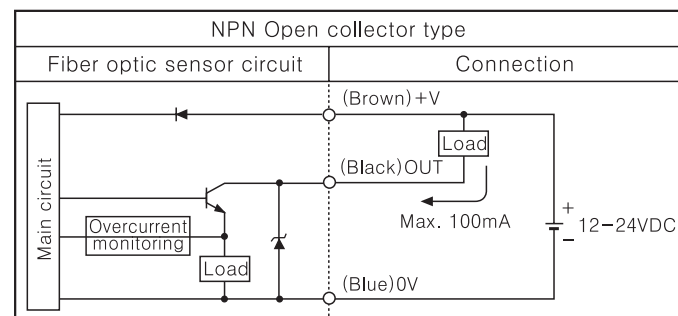 NPN Open collector type
Fiber optic sensor circuit
Connection
(Brown)+V
Load
(Black)OUT
Max. 100mA
Main circuit
Overcurrent
monitoring
Load
+
12-24VDC
−
(Blue)0V